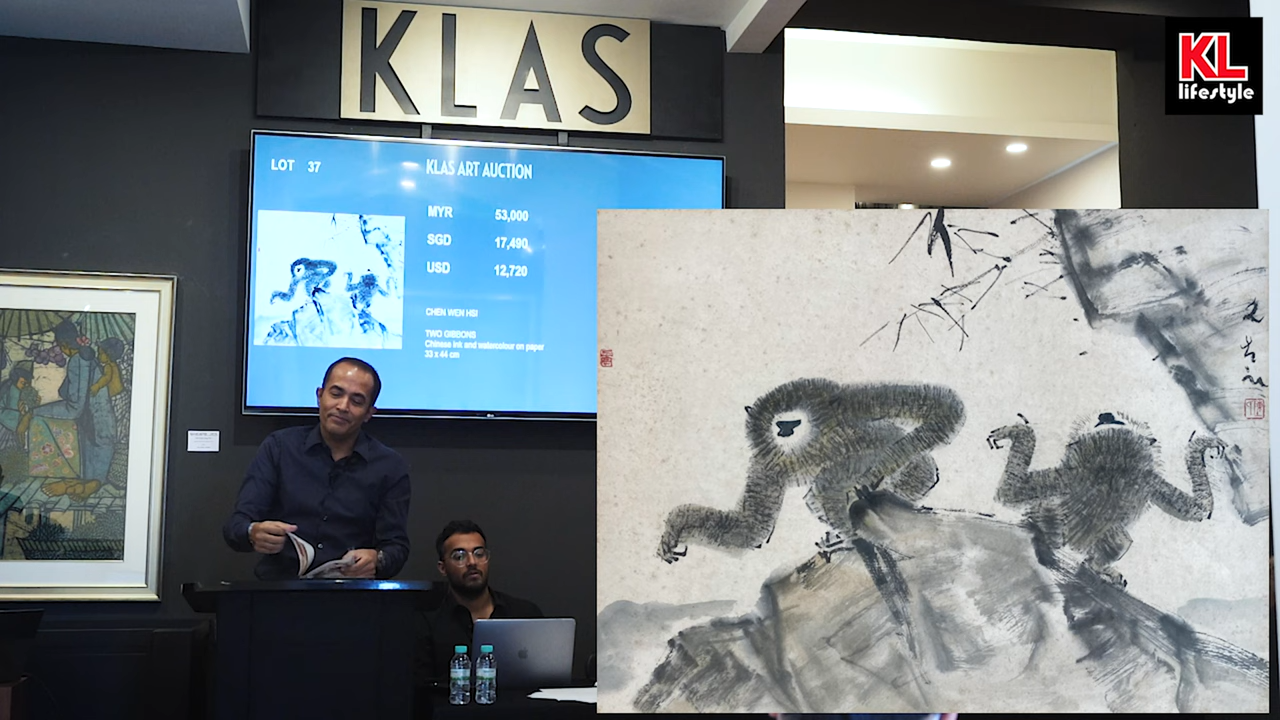 KLAS
KL
lifestyle
LOT 37
KLAS ART AUCTION
MYR 53,000
SGD 17,490
USD 12,720
CHEN WEN HSI
TWO GIBBONS
Chinese ink and watercolour on paper
33 x 44 cm